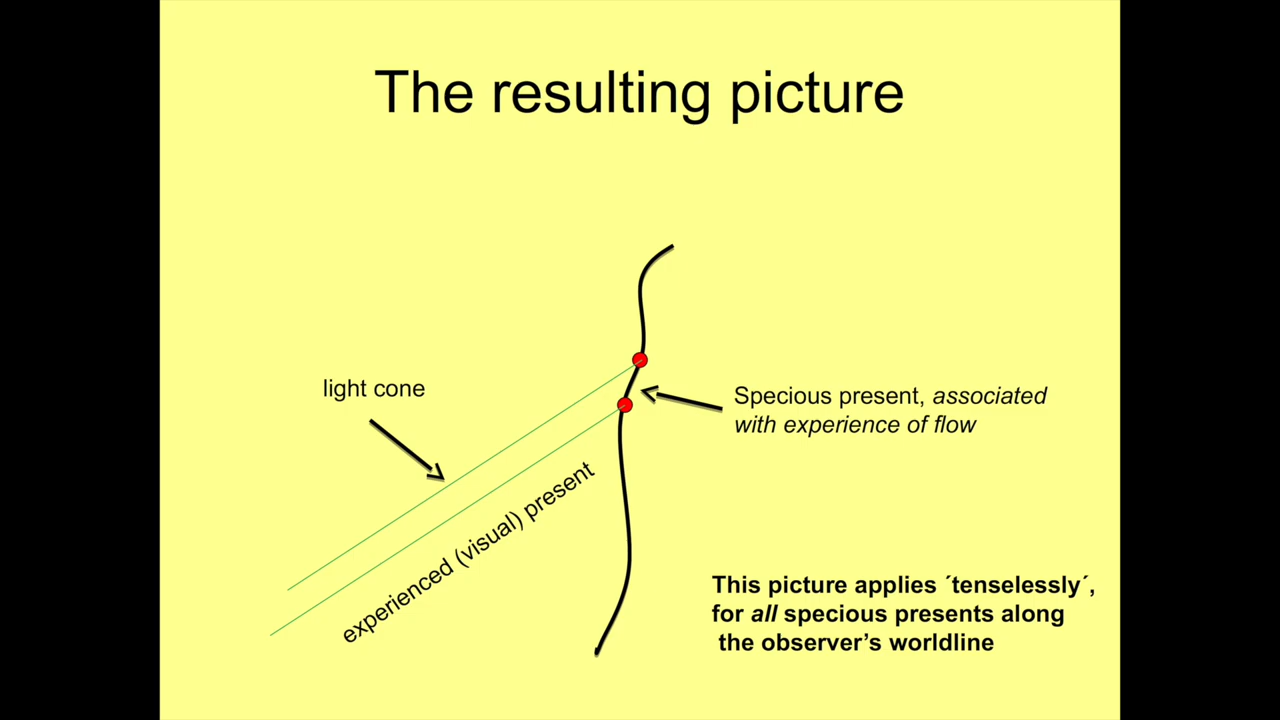 The resulting picture
light cone
Specious present, associated
with experience of flow
experienced (visual) present
This picture applies ´tenselessly´,
for all specious presents along
the observer’s worldline